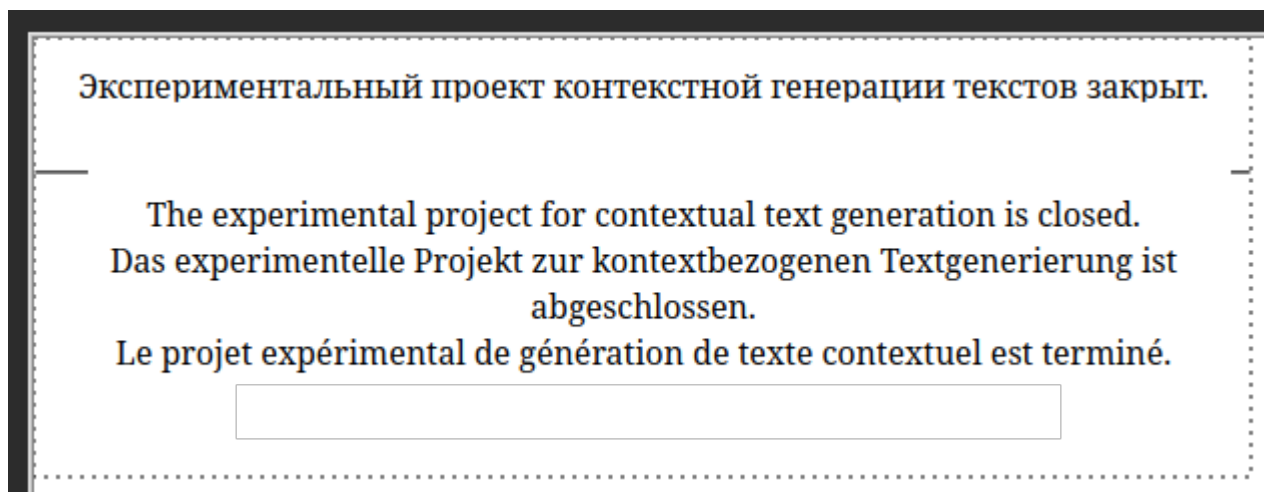 Экспериментальный проект контекстной генерации текстов закрыт.
The experimental project for contextual text generation is closed.
Das experimentelle Projekt zur kontextbezogenen Textgenerierung ist
abgeschlossen.
Le projet expérimental de génération de texte contextuel est terminé.